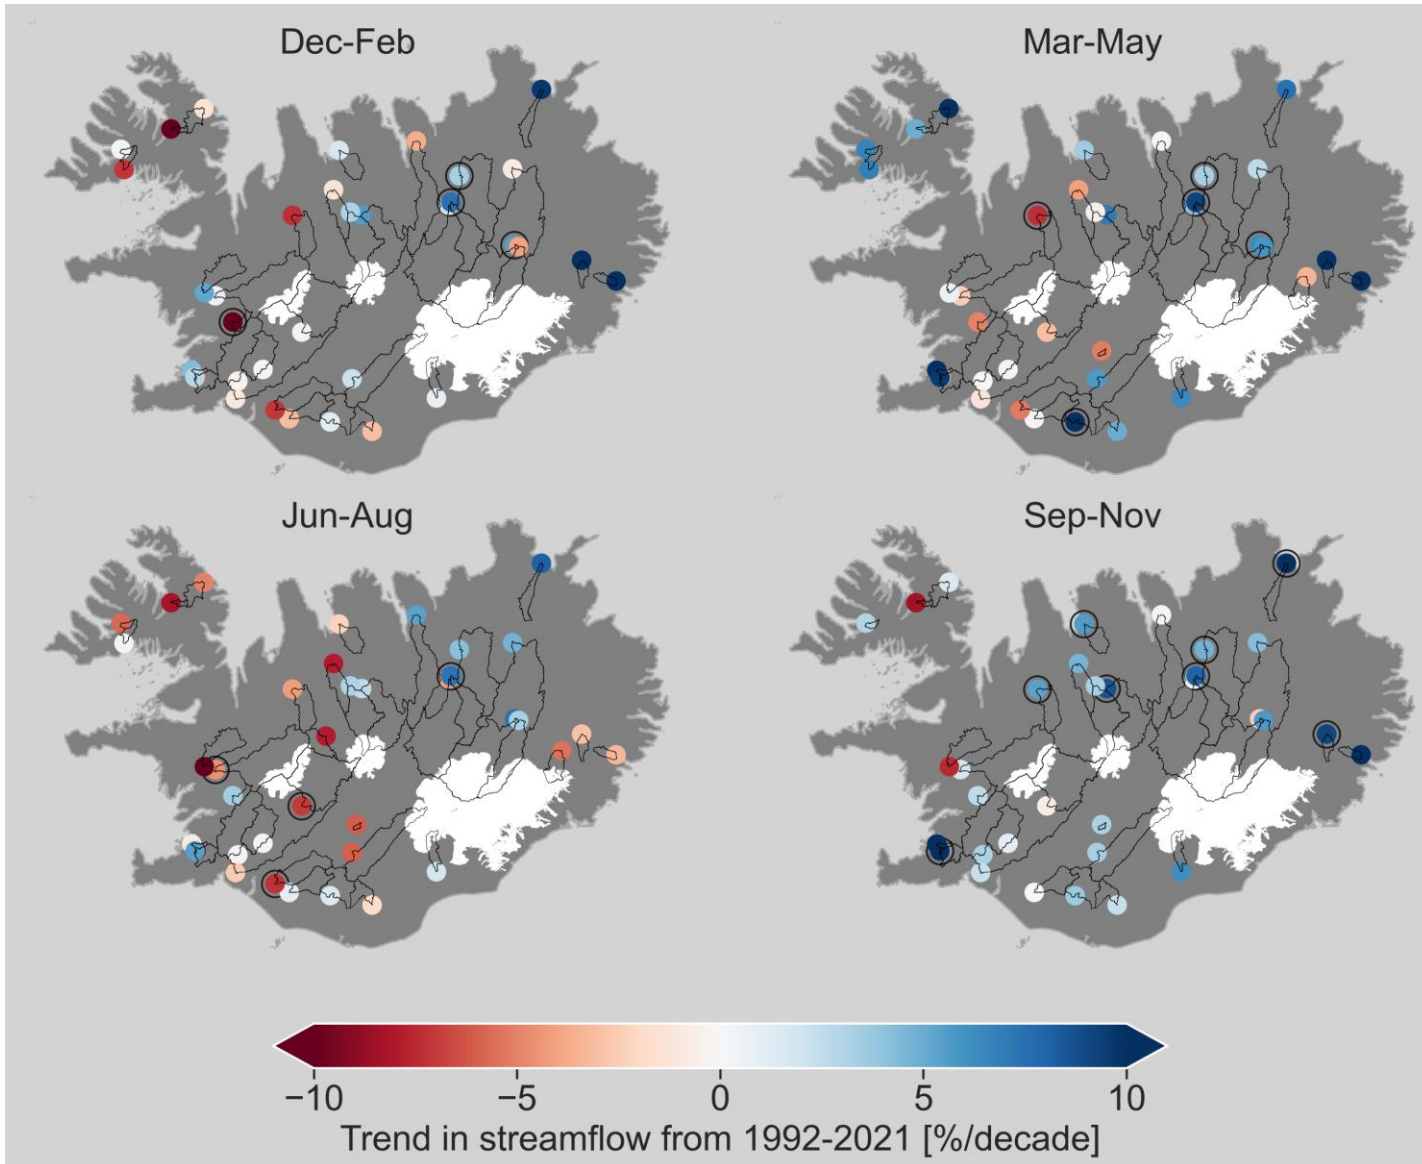 Dec-Feb
Mar-May
Jun-Aug
Sep-Nov
−10 −5 0 5 10
Trend in streamflow from 1992-2021 [%/decade]